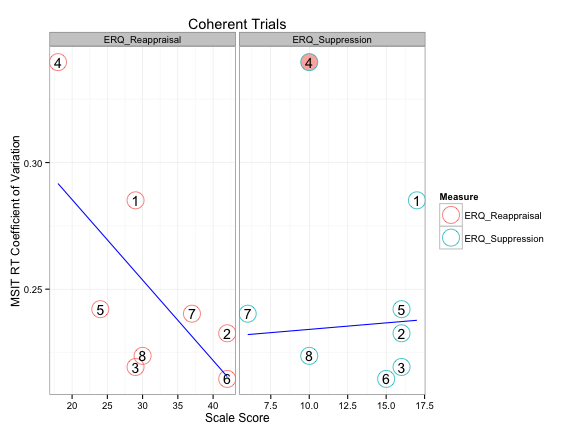 Coherent Trials
ERQ_Reappraisal ERQ_Suppression
4 4
1 1
0.30
5 7 7 5
2 2
0.25
8 8
3 3
6 6
MSIT RT Coefficient of Variation
20 25 30 35 40 7.5 10.0 12.5 15.0 17.5
Scale Score
Measure
ERQ_Reappraisal
ERQ_Suppression